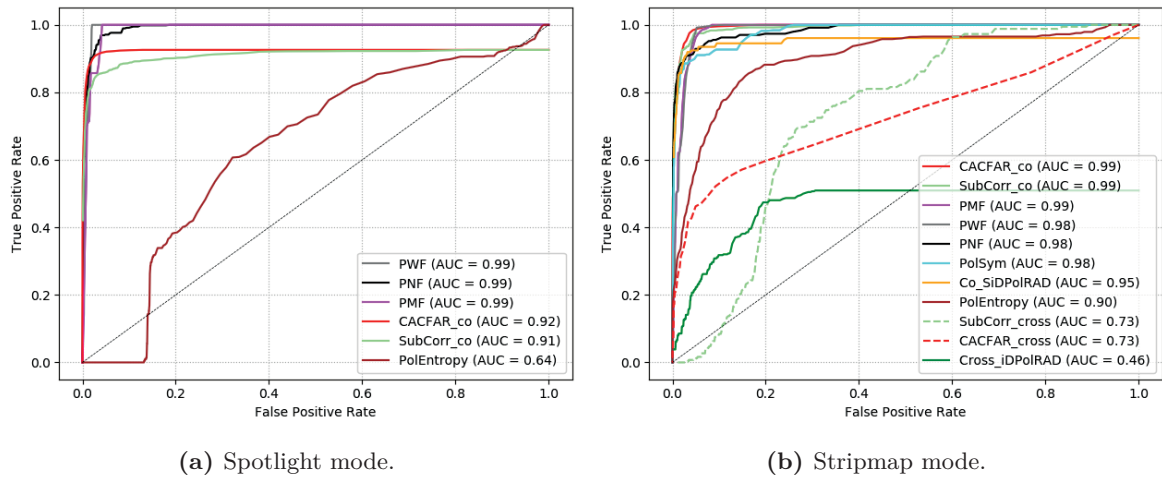 1.0
0.8
0.6
0.4
0.2
0.0
True Positive Rate
PWF (AUC = 0.99)
PNF (AUC = 0.99)
PMF (AUC = 0.99)
CACFAR_co (AUC = 0.92)
SubCorr_co (AUC = 0.91)
PolEntropy (AUC = 0.64)
0.0 0.2 0.4 0.6 0.8 1.0
False Positive Rate
(a) Spotlight mode.
1.0
0.8
0.6
0.4
0.2
0.0
True Positive Rate
CACFAR_co (AUC = 0.99)
SubCorr_co (AUC = 0.99)
PMF (AUC = 0.99)
PWF (AUC = 0.98)
PNF (AUC = 0.98)
PolSym (AUC = 0.98)
Co_SiDPolRAD (AUC = 0.95)
PolEntropy (AUC = 0.90)
SubCorr_cross (AUC = 0.73)
CACFAR_cross (AUC = 0.73)
Cross_iDPolRAD (AUC = 0.46)
0.0 0.2 0.4 0.6 0.8 1.0
False Positive Rate
(b) Stripmap mode.